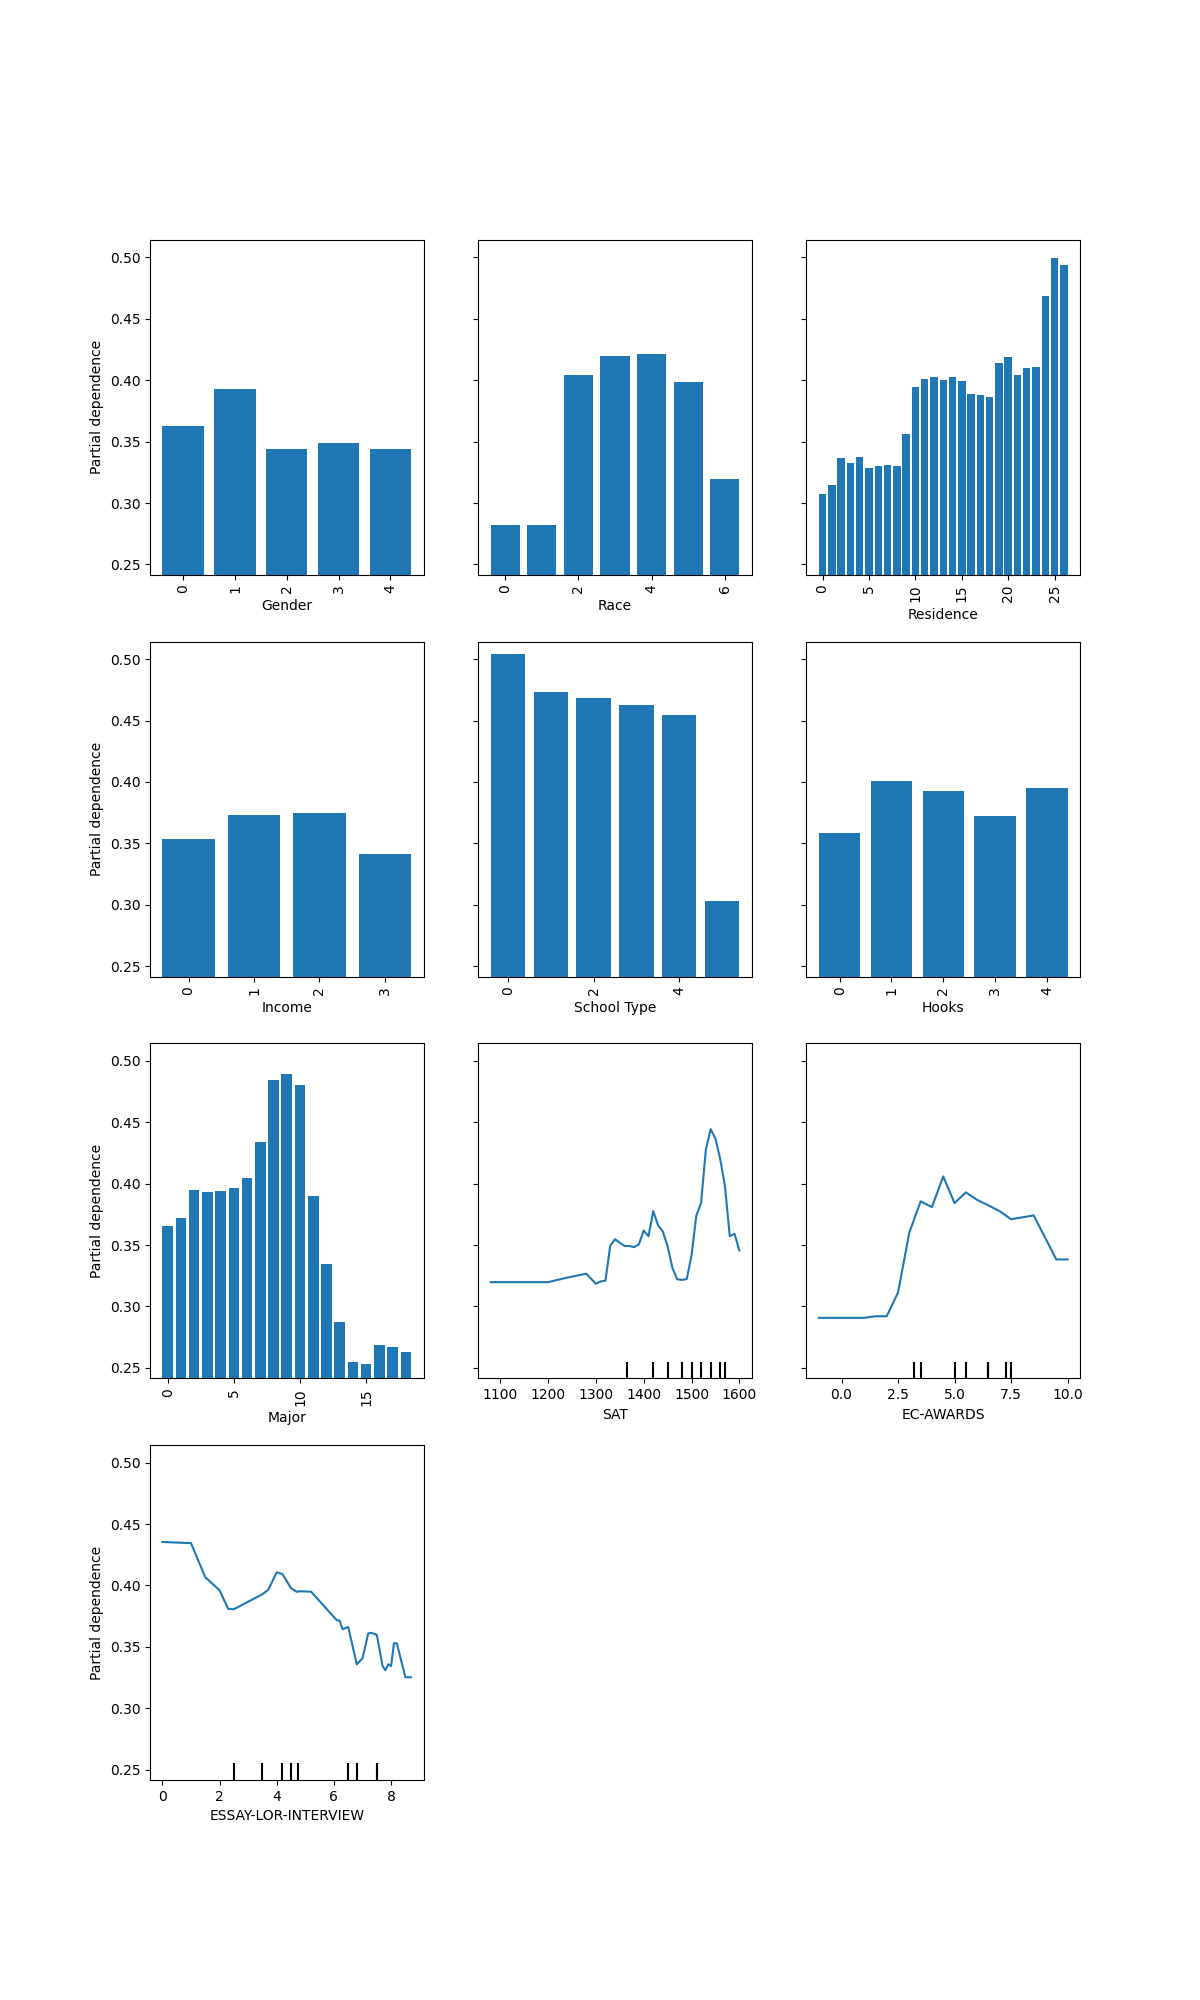 0.50
0.45
0.40
0.35
0.30
0.25
Partial dependence
0 1 2 3 4
Gender
0 2 4 6
Race
0 5 10 15 20 25
Residence
0.50
0.45
0.40
0.35
0.30
0.25
Partial dependence
0 1 2 3
Income
0 2 4
School Type
0 1 2 3 4
Hooks
0.50
0.45
0.40
0.35
0.30
0.25
Partial dependence
0 5 10 15
Major
1100 1200 1300 1400 1500 1600
SAT
0.0 2.5 5.0 7.5 10.0
EC-AWARDS
0.50
0.45
0.40
0.35
0.30
0.25
Partial dependence
0 2 4 6 8
ESSAY-LOR-INTERVIEW